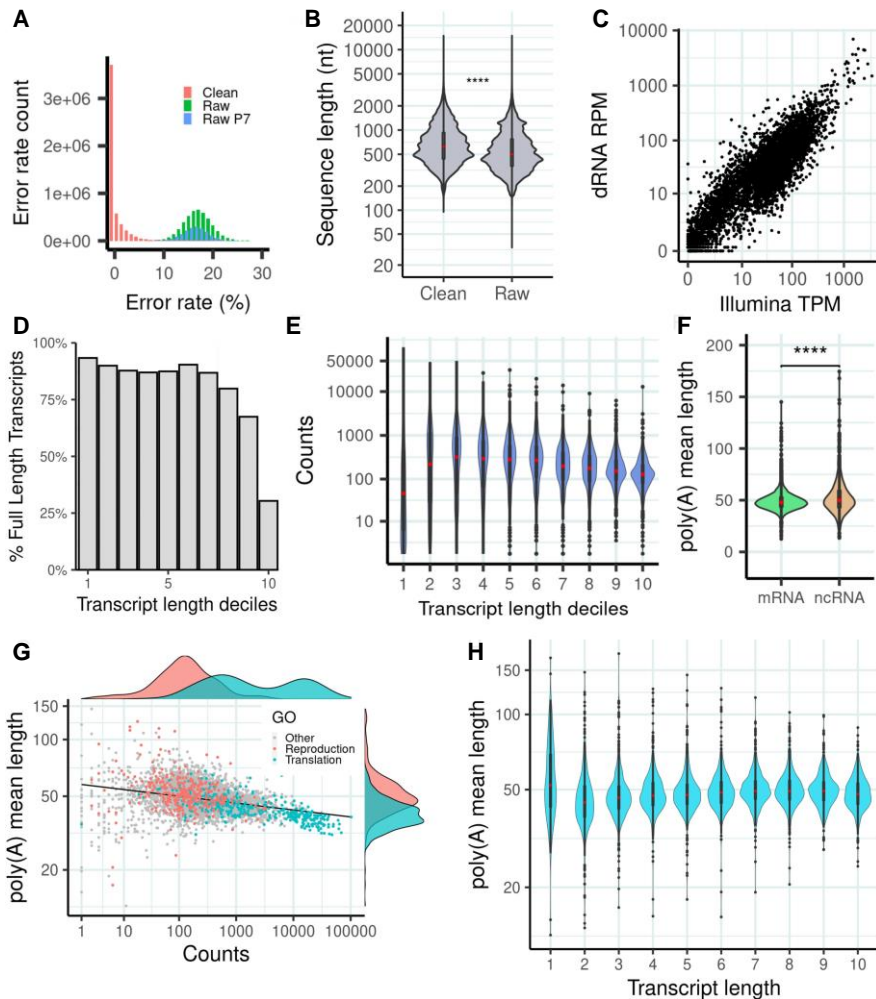 A
Error rate count
3e+06
2e+06
1e+06
0e+00
Clean
Raw
Raw P7
0 10 20 30
Error rate (%)
B
Sequence length (nt)
20000
10000
5000
2000
1000
500
200
100
50
20
****
Clean Raw
C
dRNA RPM
10000
1000
100
10
0
0 10 100 1000
Illumina TPM
D
% Full Length Transcripts
100%
75%
50%
25%
0%
1 5 10
Transcript length deciles
E
Counts
50000
10000
1000
100
10
1 2 3 4 5 6 7 8 9 10
Transcript length deciles
F
poly(A) mean length
200
150
100
50
0
****
mRNA ncRNA
G
poly(A) mean length
150
100
50
20
GO
Other
Reproduction
Translation
1 10 100 1000 10000 100000
Counts
H
poly(A) mean length
150
100
50
20
1 2 3 4 5 6 7 8 9 10
Transcript length